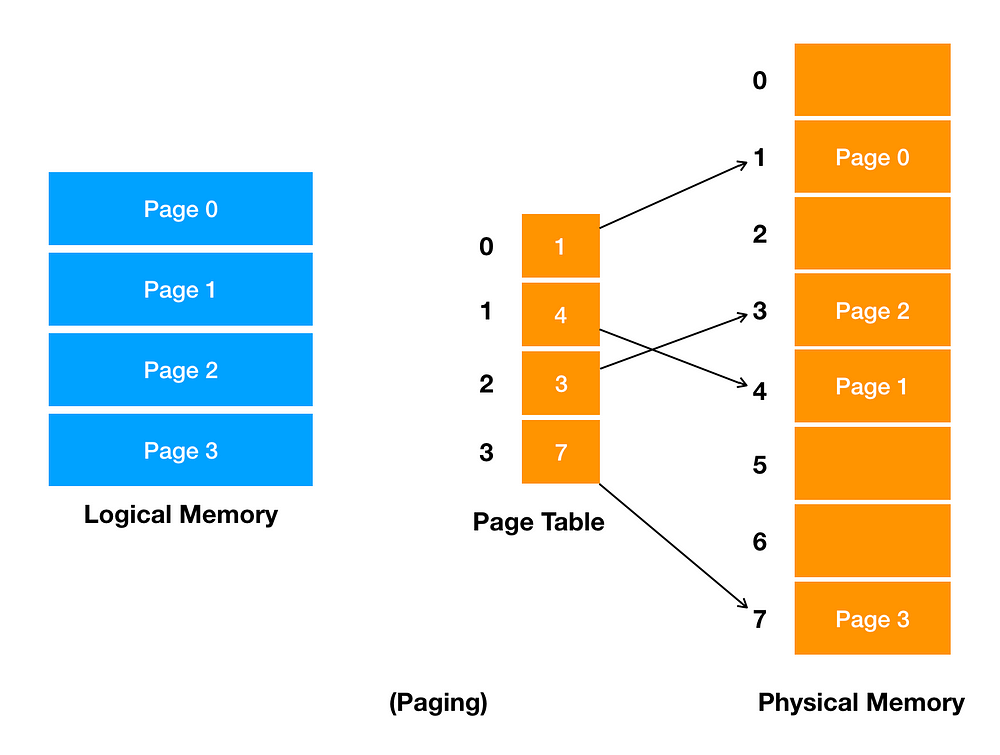 Page 0
Page 1
Page 2
Page 3
Logical Memory
0 1
1 4
2 3
3 7
Page Table
0
1 Page 0
2
3 Page 2
4 Page 1
5
6
7 Page 3
(Paging)
Physical Memory